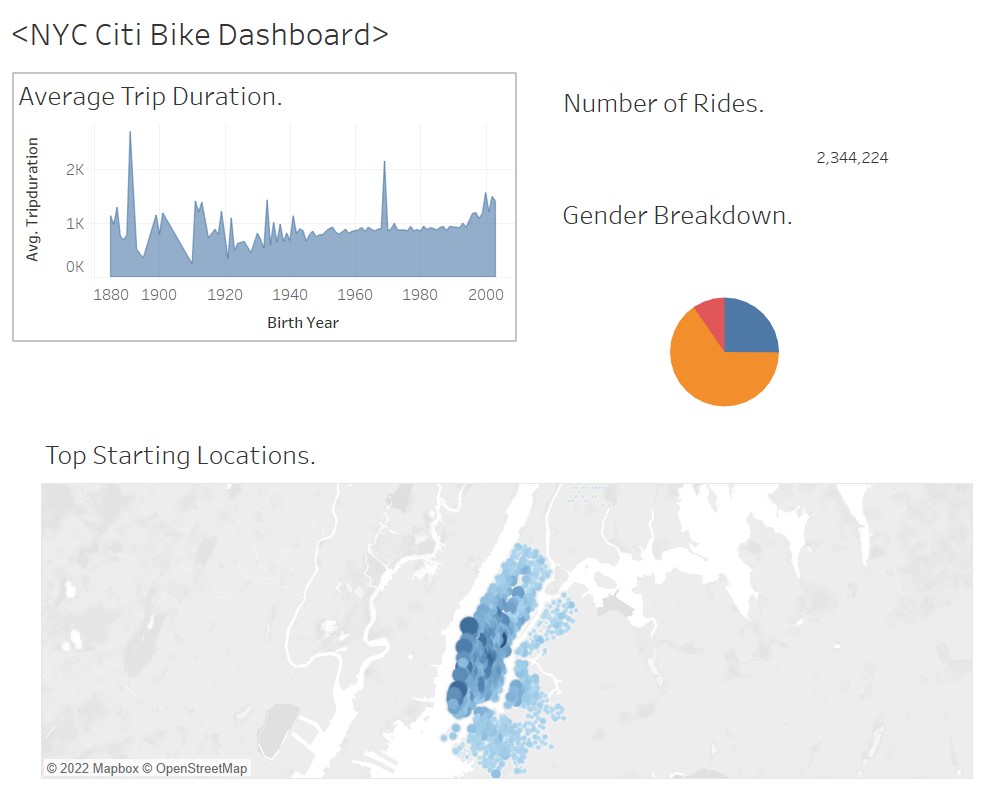 <NYC Citi Bike Dashboard>
Average Trip Duration.
Avg. Tripduration
2K
1K
0K
1880 1900 1920 1940 1960 1980 2000
Birth Year
Number of Rides.
2,344,224
Gender Breakdown.
Top Starting Locations.
© 2022 Mapbox © OpenStreetMap